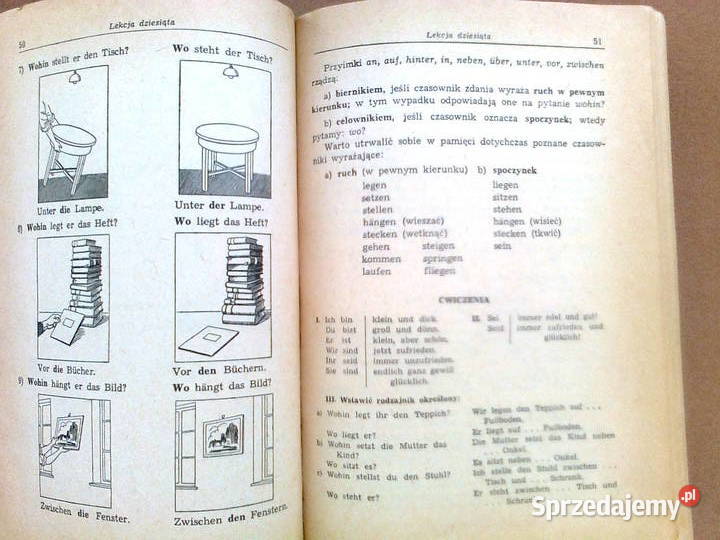 50
Lekcja dziesiąta
7) Wohin stellt er den Tisch?
Wo steht der Tisch?
Unter die Lampe.
Unter der Lampe.
8) Wohin legt er das Heft?
Wo liegt das Heft?
Vor die Bücher.
Vor den Büchern.
9) Wohin hängt er das Bild?
Wo hängt das Bild?
Zwischen die Fenster.
Zwischen den Fenstern.
Lekcja dziesiąta
51
Przyimki an, auf, hinter, in, neben, über, unter, vor, zwischen
rządzą:
a) biernikiem, jeśli czasownik zdania wyraża ruch w pewnym
kierunku; w tym wypadku odpowiadają one na pytanie wohin?
b) celownikiem, jeśli czasownik oznacza spoczynek; wtedy
pytamy: wo?
Warto utrwalić sobie w pamięci dotychczas poznane czasow-
niki wyrażające:
a) ruch (w pewnym kierunku) b) spoczynek
legen liegen
setzen sitzen
stellen stehen
hängen (wieszać) hängen (wisieć)
stecken (wetknąć) stecken (tkwić)
gehen steigen sein
kommen springen
laufen fliegen
ĆWICZENIA
I. Ich bin klein und dick.
Du bist groß und dünn.
Er ist klein, aber schön.
Wir sind jetzt zufrieden.
Ihr seid immer unzufrieden.
Sie sind endlich ganz gewiß
glücklich.
II. Sei immer edel und gut!
Seid immer zufrieden und
glücklich!
III. Wstawić rodzajnik określony:
a) Wohin legt ihr den Teppich? Wir legen den Teppich auf ...
Fußboden.
Wo liegt er? Er liegt auf ... Fußboden.
b) Wohin setzt die Mutter das Die Mutter setzt das Kind neben
Kind? ... Onkel.
Wo sitzt es? Es sitzt neben ... Onkel.
c) Wohin stellst du den Stuhl? Ich stelle den Stuhl zwischen ...
Tisch und ... Schrank.
Wo steht er? Er steht zwischen ... Tisch und
... Schrank.
Sprzedajemy.pl